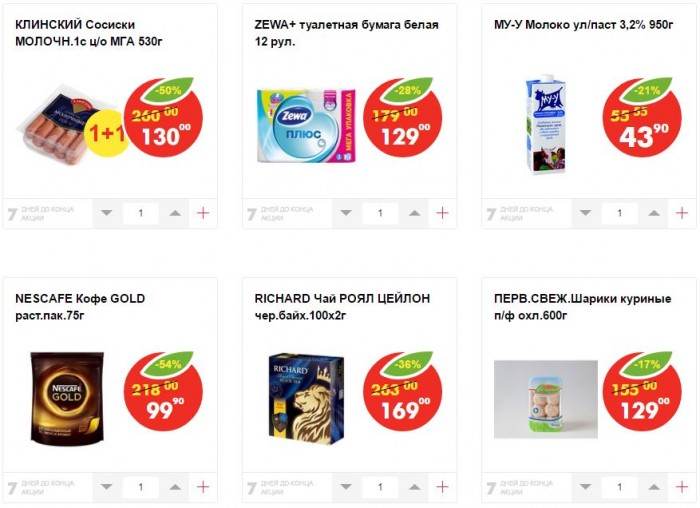 КЛИНСКИЙ Сосиски
МОЛОЧН.1с ц/о МГА 530г
-50%
260 00
1+1
130 00
7 ДНЕЙ ДО КОНЦА
АКЦИИ
1
ZEWA+ туалетная бумага белая
12 рул.
-28%
179 00
Zewa
ПЛЮС
МЕГА УПАКОВКА
129 00
7 ДНЕЙ ДО КОНЦА
АКЦИИ
1
МУ-У Молоко ул/паст 3,2% 950г
-21%
55 55
Му-у
43 90
7 ДНЕЙ ДО КОНЦА
АКЦИИ
1
NESCAFE Кофе GOLD
раст.пак.75г
-54%
218 00
NESCAFÉ
GOLD
99 90
7 ДНЕЙ ДО КОНЦА
АКЦИИ
1
RICHARD Чай РОЯЛ ЦЕЙЛОН
чер.байх.100х2г
-36%
263 00
RICHARD
169 00
7 ДНЕЙ ДО КОНЦА
АКЦИИ
1
ПЕРВ.СВЕЖ.Шарики куриные
п/ф охл.600г
-17%
155 00
129 00
7 ДНЕЙ ДО КОНЦА
АКЦИИ
1